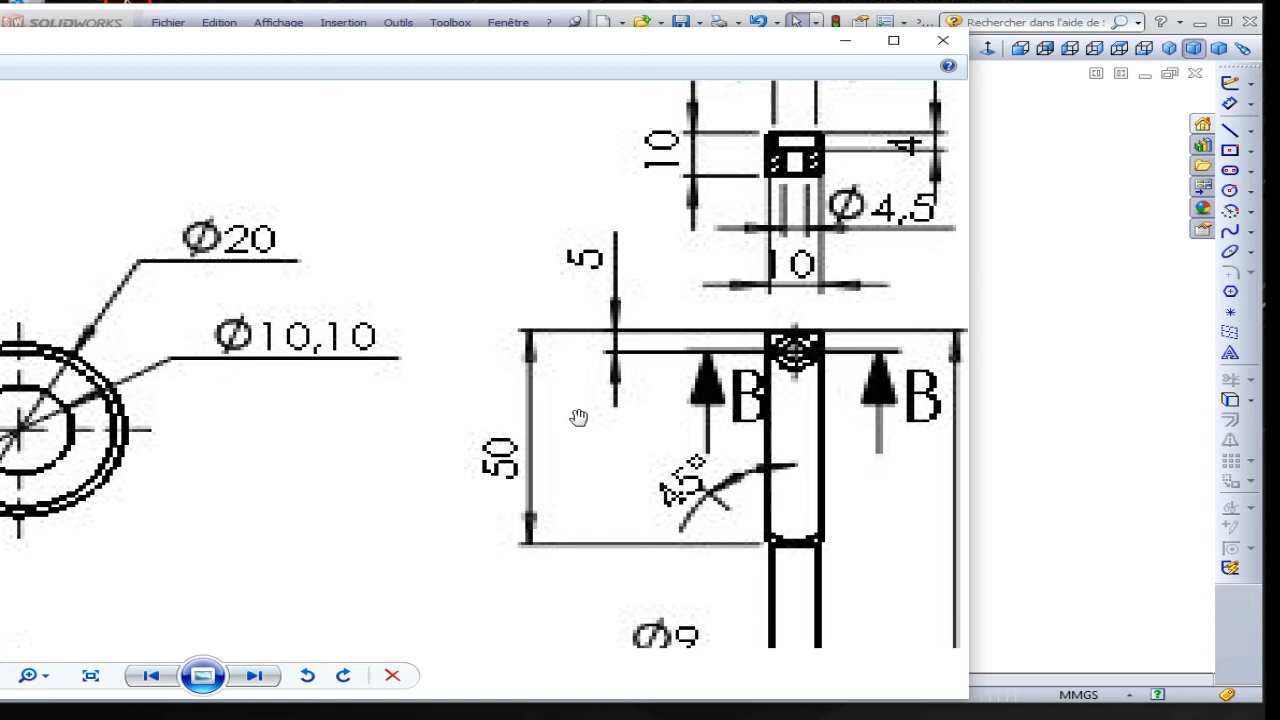 SOLIDWORKS
Fichier Edition Affichage Insertion Outils Toolbox Fenêtre ?
Rechercher dans l'aide de :
10
4
Ø4,5
10
5
Ø20
Ø10,10
B B
50
45°
Ø9
MMGS